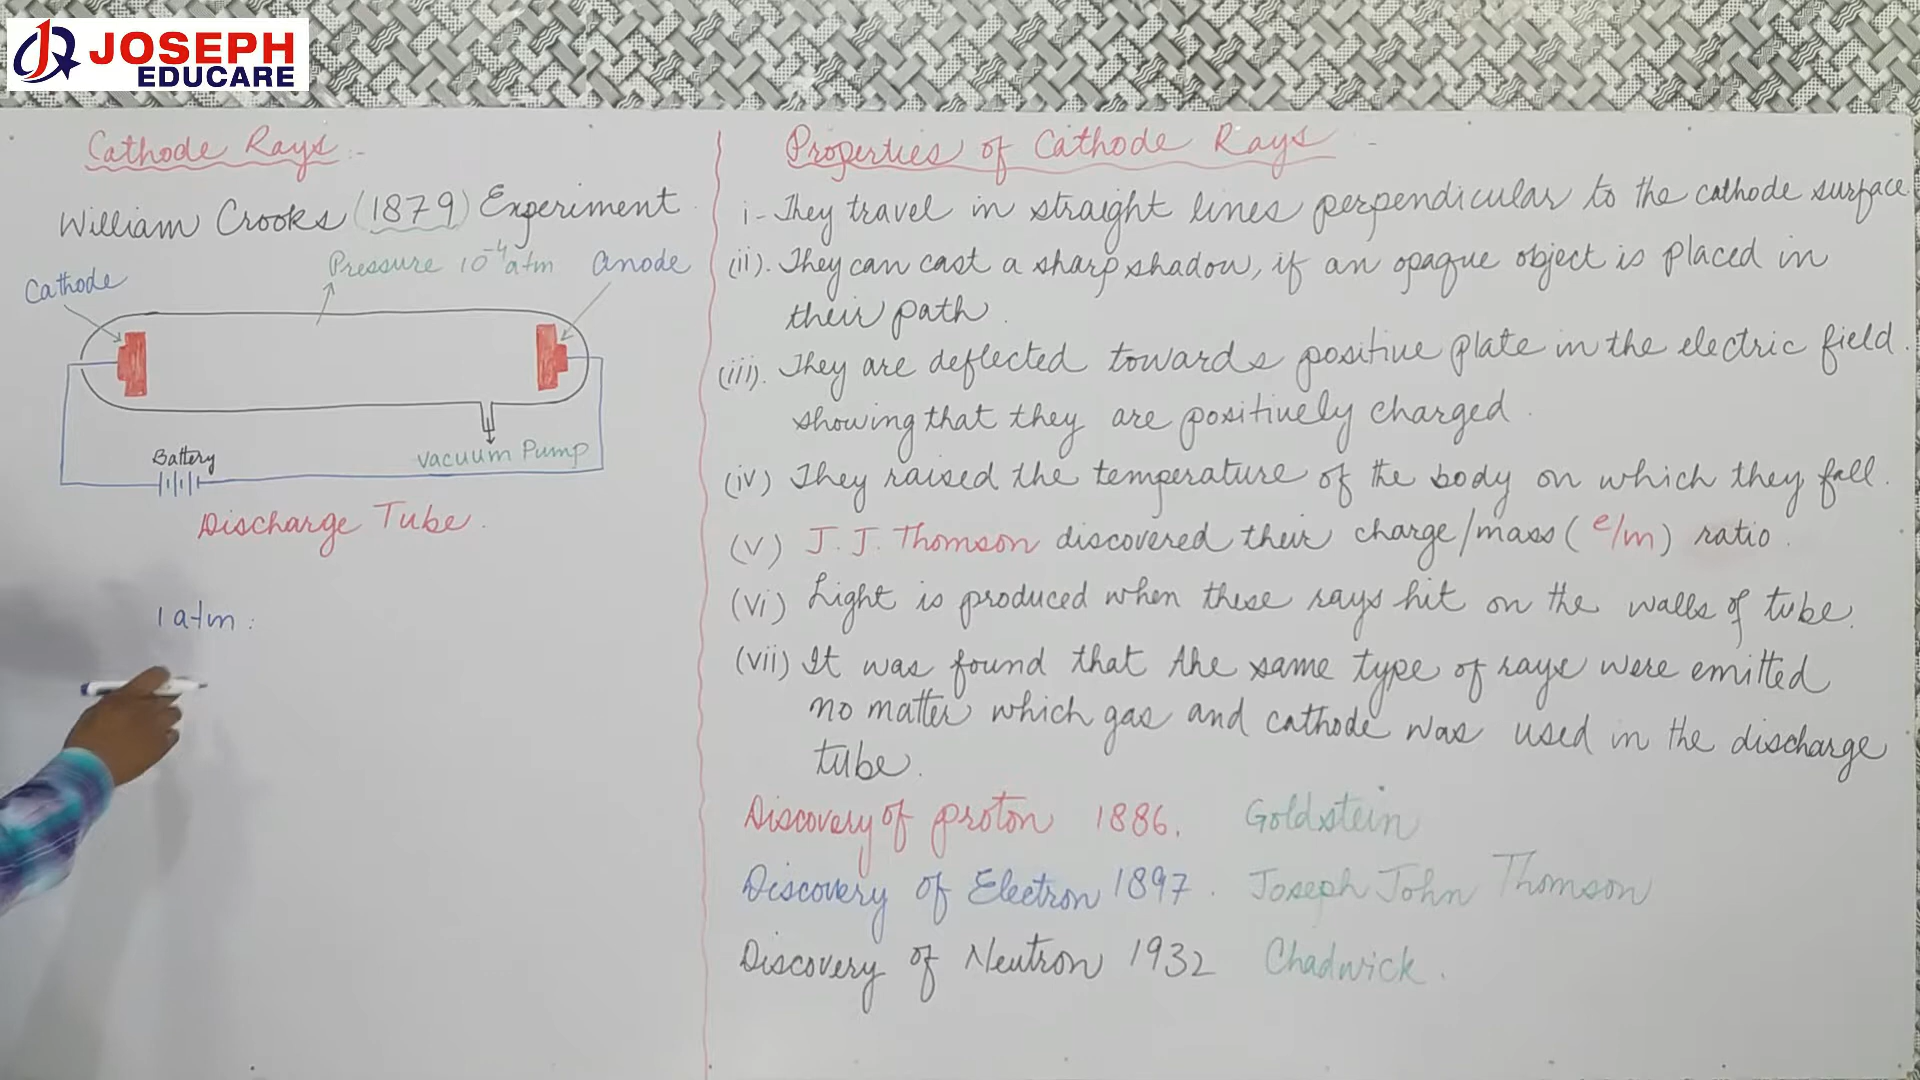 JOSEPH
EDUCARE
Cathode Rays :-
William Crooks (1879) Experiment
Pressure 10⁻⁴ atm
Cathode
anode
Battery
Vacuum Pump
Discharge Tube.
1 atm :
Properties of Cathode Rays -
i- They travel in straight lines perpendicular to the cathode surface
(ii). They can cast a sharp shadow, if an opaque object is placed in
their path.
(iii). They are deflected towards positive plate in the electric field.
showing that they are positively charged.
(iv) They raised the temperature of the body on which they fall.
(v) J. J. Thomson discovered their charge/mass (e/m) ratio.
(vi) Light is produced when these rays hit on the walls of tube.
(vii) It was found that the same type of rays were emitted
no matter which gas and cathode was used in the discharge
tube.
Discovery of proton 1886. Goldstein
Discovery of Electron 1897. Joseph John Thomson
Discovery of Neutron 1932 Chadwick.